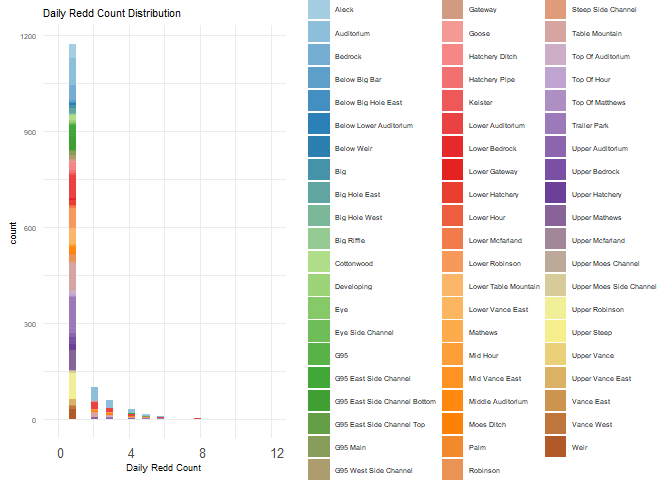 Daily Redd Count Distribution
1200
900
600
300
0
count
0
2
4
6
8
12
Daily Redd Count
Aleck
Auditorium
Bedrock
Below Big Bar
Below Big Hole East
Below Lower Auditorium
Below Weir
Big
Big Hole East
Big Hole West
Big Riffle
Cottonwood
Developing
Eye
Eye Side Channel
G95
G95 East Side Channel
G95 East Side Channel Bottom
G95 East Side Channel Top
G95 Main
G95 West Side Channel
Gateway
Goose
Hatchery Ditch
Hatchery Pipe
Keister
Lower Auditorium
Lower Bedrock
Lower Gateway
Lower Hatchery
Lower Hour
Lower Mcfarland
Lower Robinson
Lower Table Mountain
Lower Vance East
Mathews
Mid Hour
Mid Vance East
Middle Auditorium
Moes Ditch
Palm
Robinson
Steep Side Channel
Table Mountain
Top Of Auditorium
Top Of Hour
Top Of Matthews
Trailer Park
Upper Auditorium
Upper Bedrock
Upper Hatchery
Upper Mathews
Upper Mcfarland
Upper Moes Channel
Upper Moes Side Channel
Upper Robinson
Upper Steep
Upper Vance
Upper Vance East
Vance East
Vance West
Weir